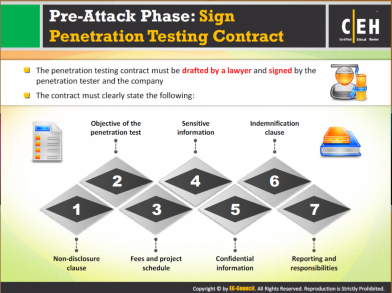 Pre-Attack Phase: Sign
Penetration Testing Contract
C|EH
Certified Ethical Hacker
The penetration testing contract must be drafted by a lawyer and signed by the
penetration tester and the company
The contract must clearly state the following:
Objective of the
penetration test
Sensitive
information
Indemnification
clause
2
4
6
1
3
5
7
Non-disclosure
clause
Fees and project
schedule
Confidential
information
Reporting and
responsibilities
Copyright © by EC-Council. All Rights Reserved. Reproduction is Strictly Prohibited.